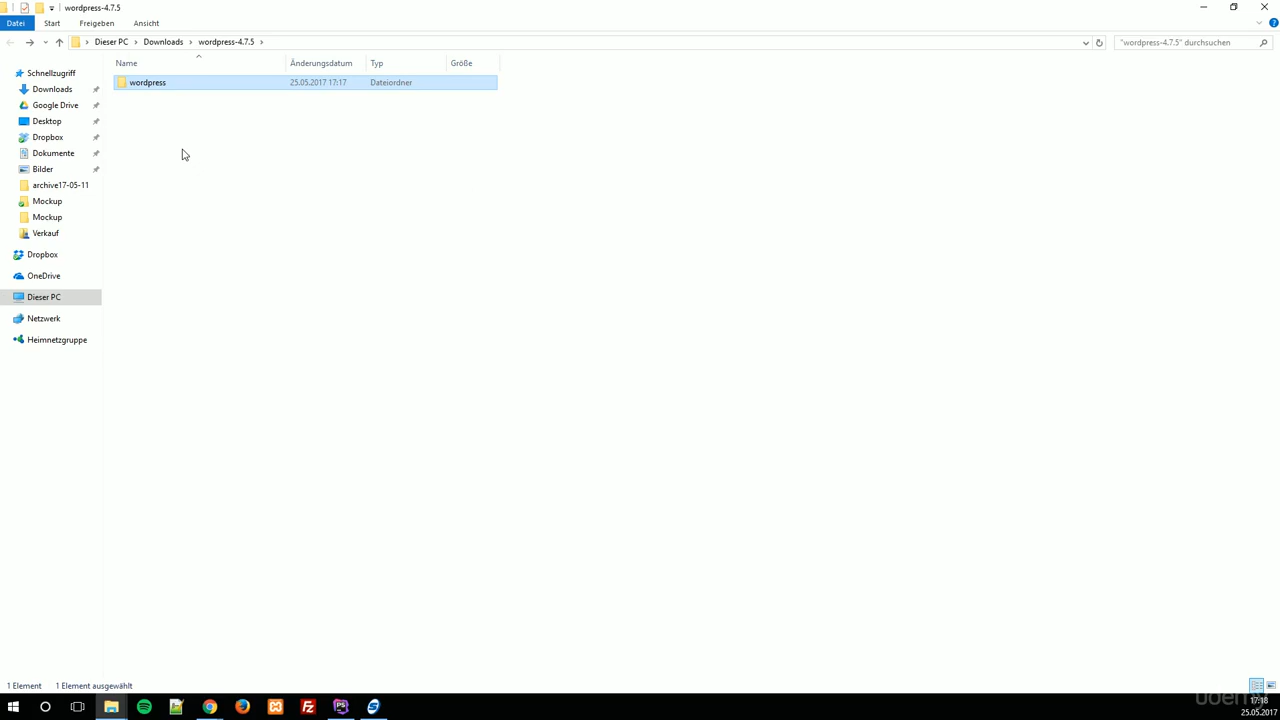 wordpress-4.7.5
Datei Start Freigeben Ansicht
Dieser PC Downloads wordpress-4.7.5 "wordpress-4.7.5" durchsuchen
Name Änderungsdatum Typ Größe
wordpress 25.05.2017 17:17 Dateiordner
Schnellzugriff
Downloads
Google Drive
Desktop
Dropbox
Dokumente
Bilder
archive17-05-11
Mockup
Mockup
Verkauf
Dropbox
OneDrive
Dieser PC
Netzwerk
Heimnetzgruppe
1 Element 1 Element ausgewählt
udemy
17:18
25.05.2017